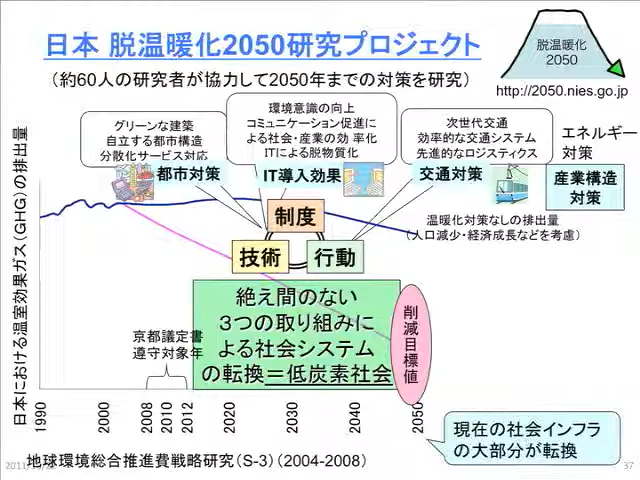 日本 脱温暖化2050研究プロジェクト
（約60人の研究者が協力して2050年までの対策を研究）
脱温暖化
2050
http://2050.nies.go.jp
グリーンな建築
自立する都市構造
分散化サービス対応
都市対策
環境意識の向上
コミュニケーション促進に
よる社会・産業の効 率化
ITによる脱物質化
IT導入効果
次世代交通
効率的な交通システム
先進的なロジスティクス
交通対策
エネルギー
対策
産業構造
対策
日本における温室効果ガス(GHG)の排出量
制度
技術
行動
温暖化対策なしの排出量
（人口減少・経済成長などを考慮）
絶え間のない
３つの取り組みに
よる社会システム
の転換＝低炭素社会
削減目標値
京都議定書
遵守対象年
1990
2000
2008
2010
2012
2020
2030
2040
2050
現在の社会インフラ
の大部分が転換
地球環境総合推進費戦略研究(S-3) (2004-2008)
37